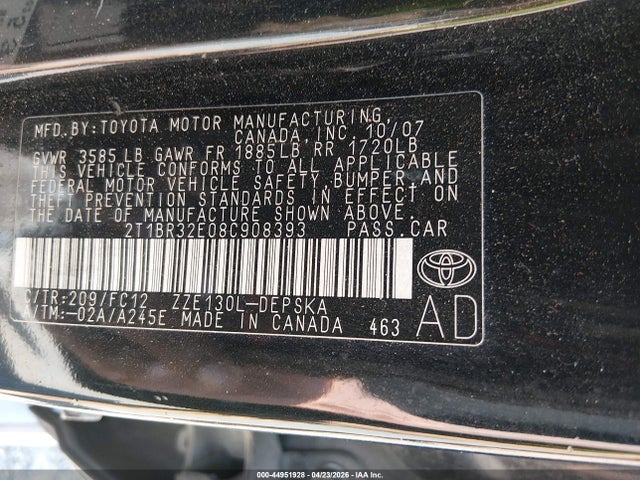 MFD.BY:TOYOTA MOTOR MANUFACTURING
CANADA, INC. 10/07
GVWR 3585 LB GAWR FR 1885LB RR 1720LB
THIS VEHICLE CONFORMS TO ALL APPLICABLE
FEDERAL MOTOR VEHICLE SAFETY, BUMPER, AND
THEFT PREVENTION STANDARDS IN EFFECT ON
THE DATE OF MANUFACTURE SHOWN ABOVE.
2T1BR32E08C908393 PASS.CAR
C/TR:209/FC12 ZZE130L-DEPSKA
A/TM:-02A/A245E MADE IN CANADA 463
AD
000-44951928 - 04/23/2026 - IAA Inc.